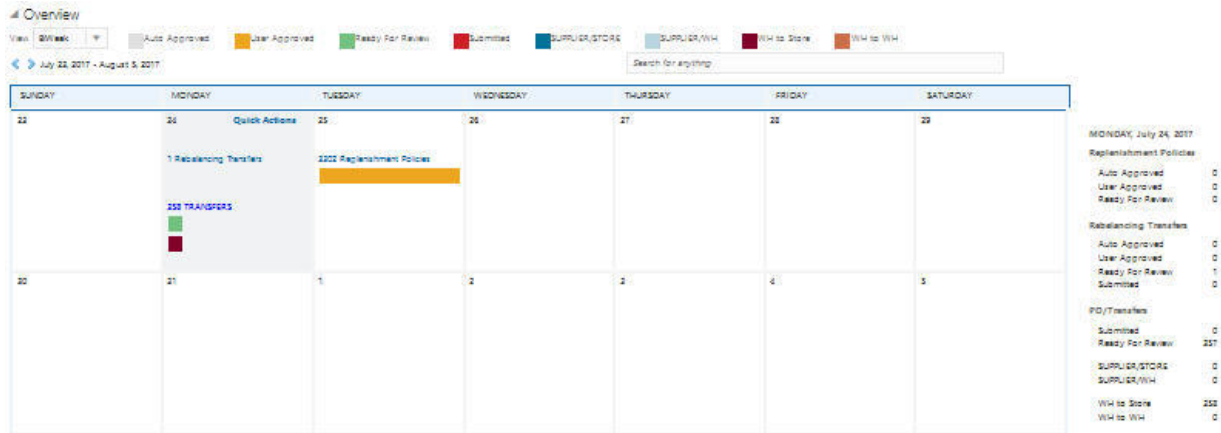 Overview
View BiWeek Auto Approved User Approved Ready For Review Submitted SUPPLIER/STORE SUPPLIER/WH WH to Store WH to WH
July 23, 2017 - August 5, 2017 Search for anything
SUNDAY MONDAY TUESDAY WEDNESDAY THURSDAY FRIDAY SATURDAY
23 24 Quick Actions 25 26 27 28 29
1 Rebalancing Transfers 2202 Replenishment Policies
258 TRANSFERS
30 31 1 2 3 4 5
MONDAY, July 24, 2017
Replenishment Policies
Auto Approved 0
User Approved 0
Ready For Review 0
Rebalancing Transfers
Auto Approved 0
User Approved 0
Ready For Review 1
Submitted 0
PO/Transfers
Submitted 0
Ready For Review 257
SUPPLIER/STORE 0
SUPPLIER/WH 0
WH to Store 258
WH to WH 0